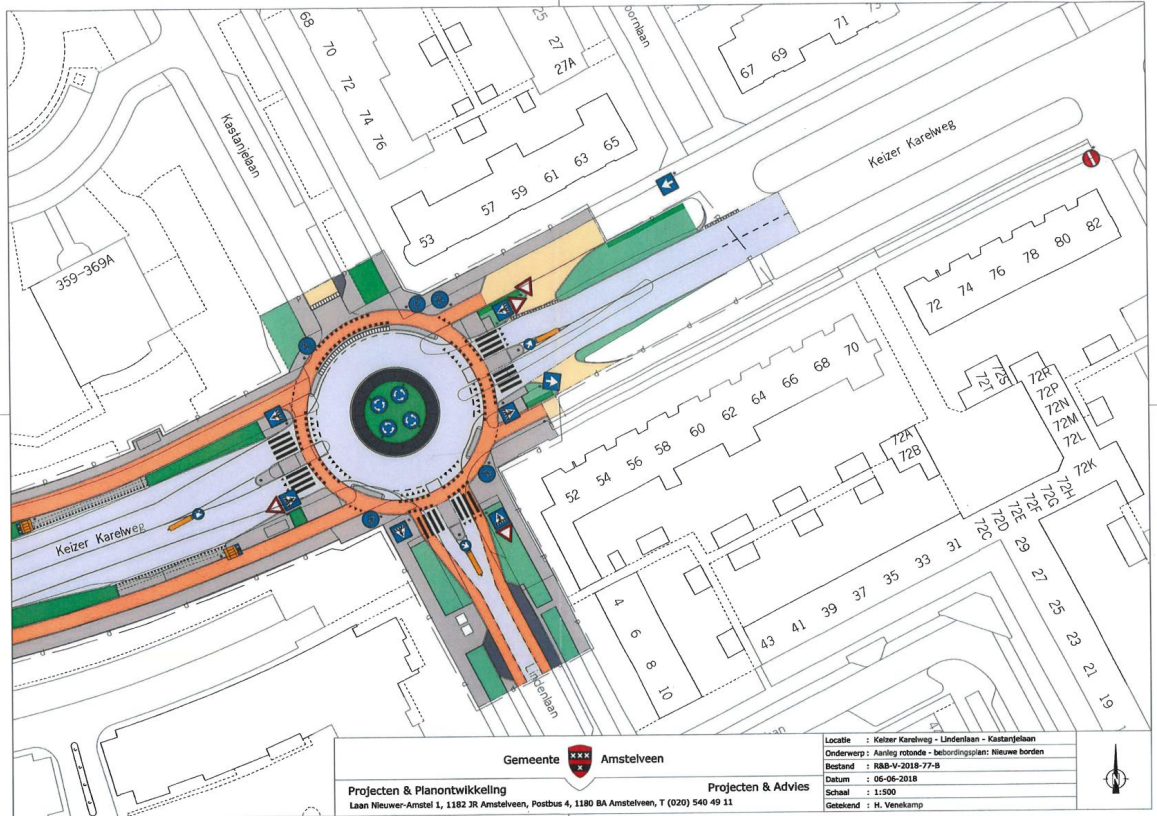 68
70
72
74
76
25
27
27A
67
69
71
Kastanjelaan
Keizer Karelweg
53
57
59
61
63
65
359-369A
72
74
76
78
80
82
52
54
56
58
60
62
64
66
68
70
72S
72T
72R
72P
72N
72M
72L
72K
72H
72G
72F
72E
72D
72C
72A
72B
Keizer Karelweg
Lindenlaan
4
6
8
10
43
41
39
37
35
33
31
29
27
25
23
21
19
Gemeente Amstelveen
Projecten & Planontwikkeling
Projecten & Advies
Laan Nieuwer-Amstel 1, 1182 JR Amstelveen, Postbus 4, 1180 BA Amstelveen, T (020) 540 49 11
Locatie : Keizer Karelweg - Lindenlaan - Kastanjelaan
Onderwerp : Aanleg rotonde - bebordingsplan: Nieuwe borden
Bestand : R&B-V-2018-77-B
Datum : 06-06-2018
Schaal : 1:500
Getekend : H. Venekamp